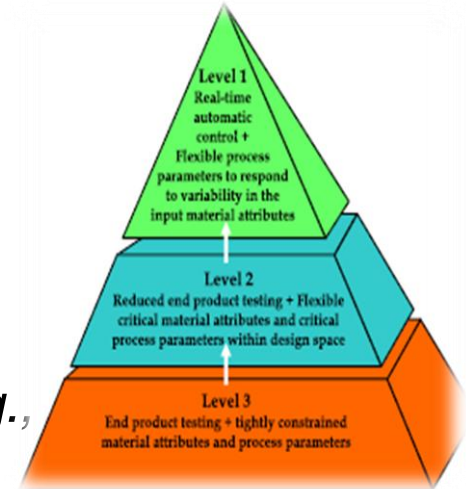 Level 1
Real-time
automatic
control +
Flexible process
parameters to respond
to variability in the
input material attributes
Level 2
Reduced end product testing + Flexible
critical material attributes and critical
process parameters within design space
Level 3
End product testing + tightly constrained
material attributes and process parameters